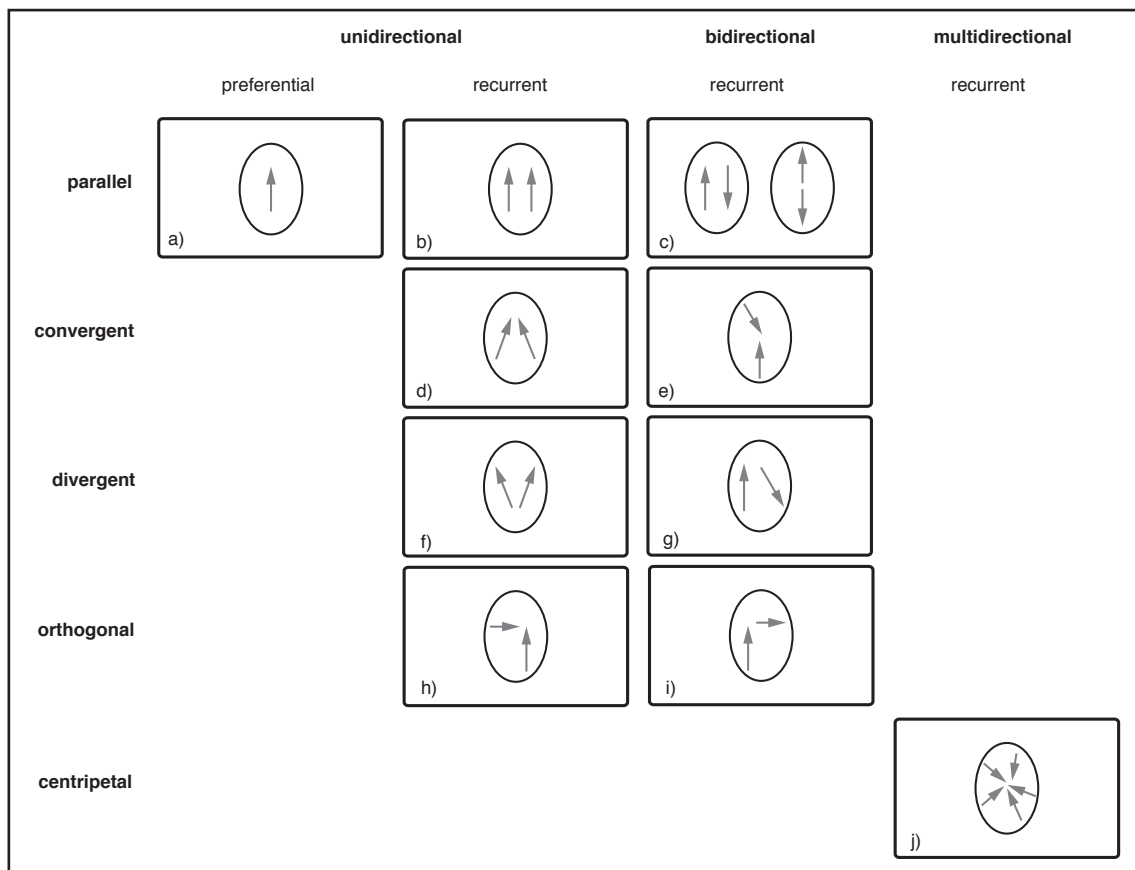 unidirectional bidirectional multidirectional
preferential recurrent recurrent recurrent
parallel
a) b) c)
convergent
d) e)
divergent
f) g)
orthogonal
h) i)
centripetal
j)